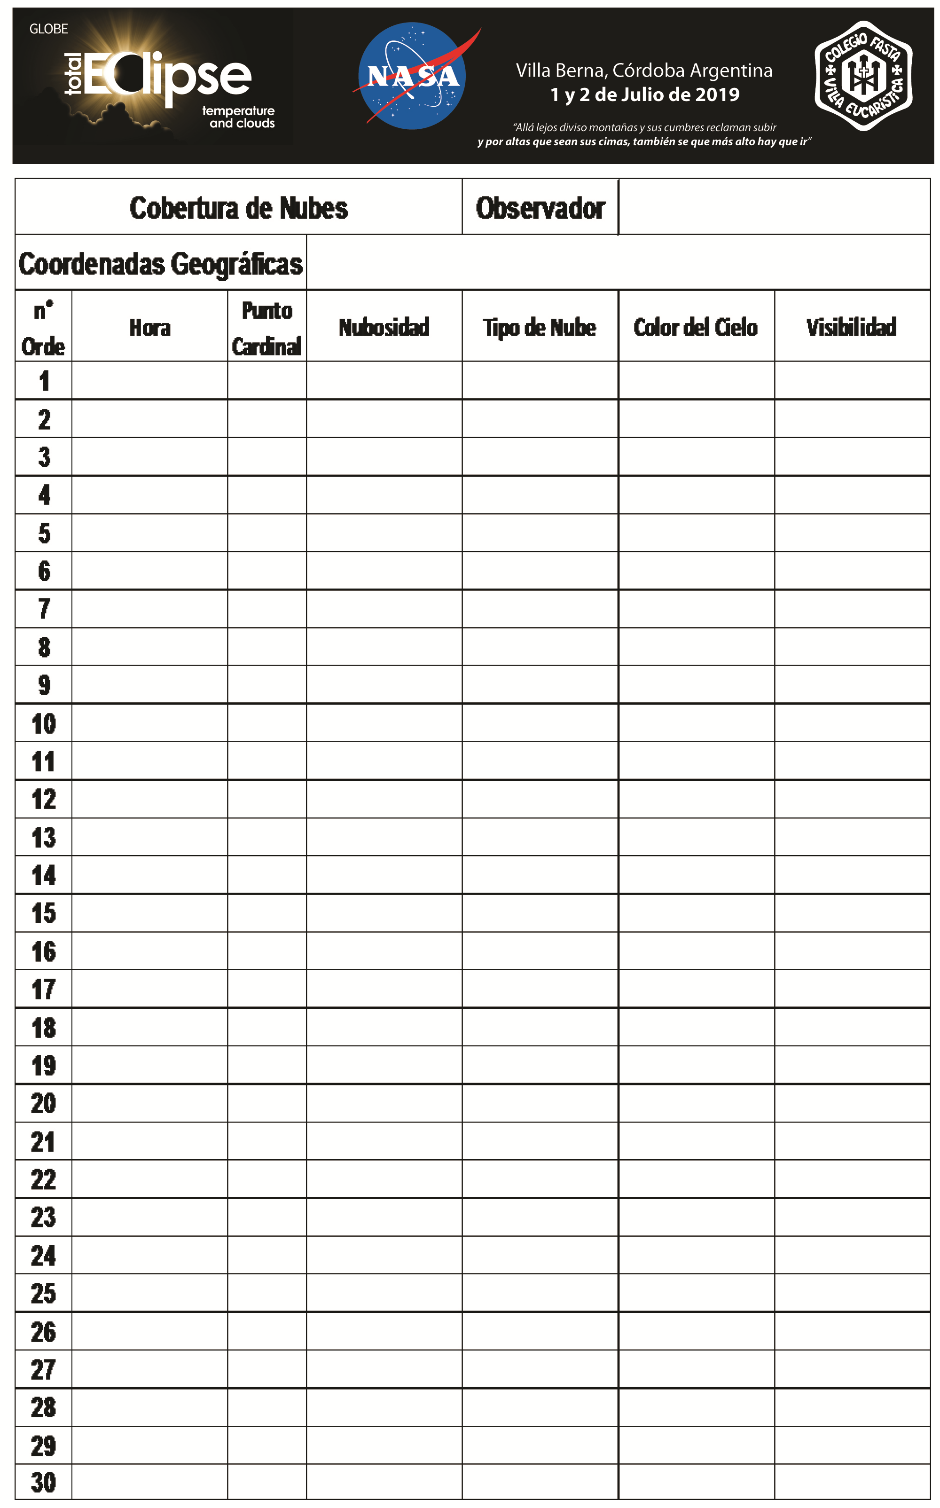 GLOBE
total
EClipse
temperature
and clouds
NASA
Villa Berna, Córdoba Argentina
1 y 2 de Julio de 2019
"Allá lejos diviso montañas y sus cumbres reclaman subir
y por altas que sean sus cimas, también se que más alto hay que ir"
COLEGIO FASTA
VILLA EUCARISTICA
Cobertura de Nubes Observador
Coordenadas Geográficas
n° Orde Hora Punto Cardinal Nubosidad Tipo de Nube Color del Cielo Visibilidad
1
2
3
4
5
6
7
8
9
10
11
12
13
14
15
16
17
18
19
20
21
22
23
24
25
26
27
28
29
30